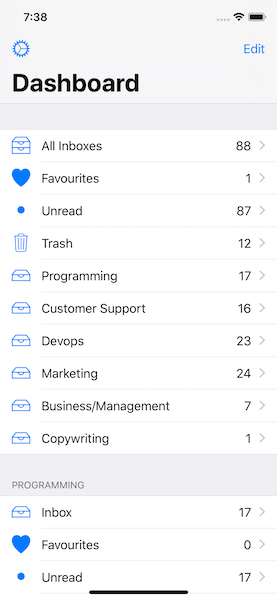 7:38
Edit
Dashboard
All Inboxes 88
Favourites 1
Unread 87
Trash 12
Programming 17
Customer Support 16
Devops 23
Marketing 24
Business/Management 7
Copywriting 1
PROGRAMMING
Inbox 17
Favourites 0
Unread 17